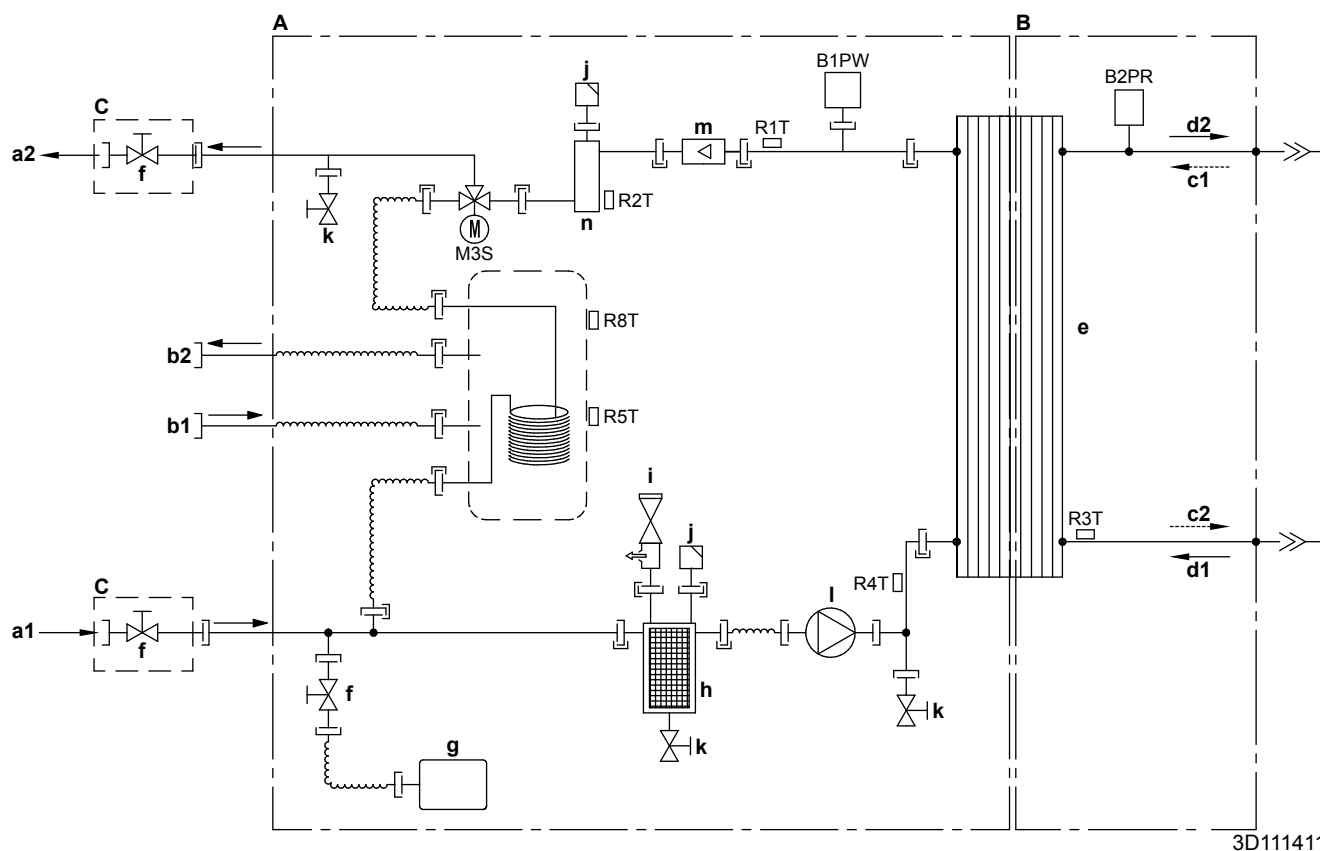 A
B
B1PW
B2PR
j
C
m
R1T
d2
a2
f
c1
R2T
k
n
M
M3S
R8T
e
b2
R5T
b1
i
j
R3T
c2
C
l
R4T
d1
a1
f
f
h
k
k
g
3D111411